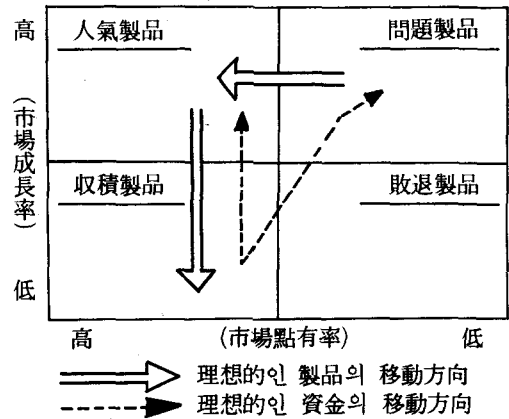 高 人氣製品 問題製品
(市場成長率)
収積製品 敗退製品
低
高 (市場點有率) 低
理想的인 製品의 移動方向
理想的인 資金의 移動方向